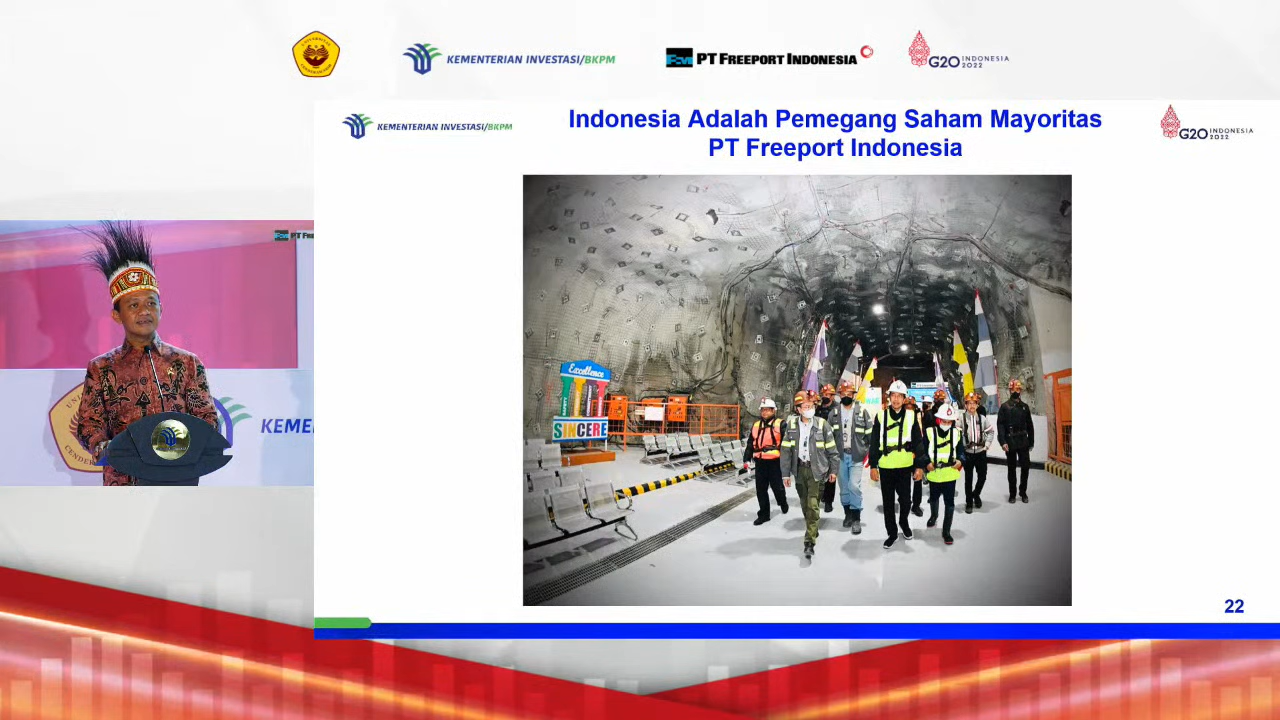 KEMENTERIAN INVESTASI/BKPM
FCX PT FREEPORT INDONESIA
G20 INDONESIA
2022
KEMENTERIAN INVESTASI/BKPM
Indonesia Adalah Pemegang Saham Mayoritas
PT Freeport Indonesia
G20 INDONESIA
2022
Excellence
SINCERE
KEME
22